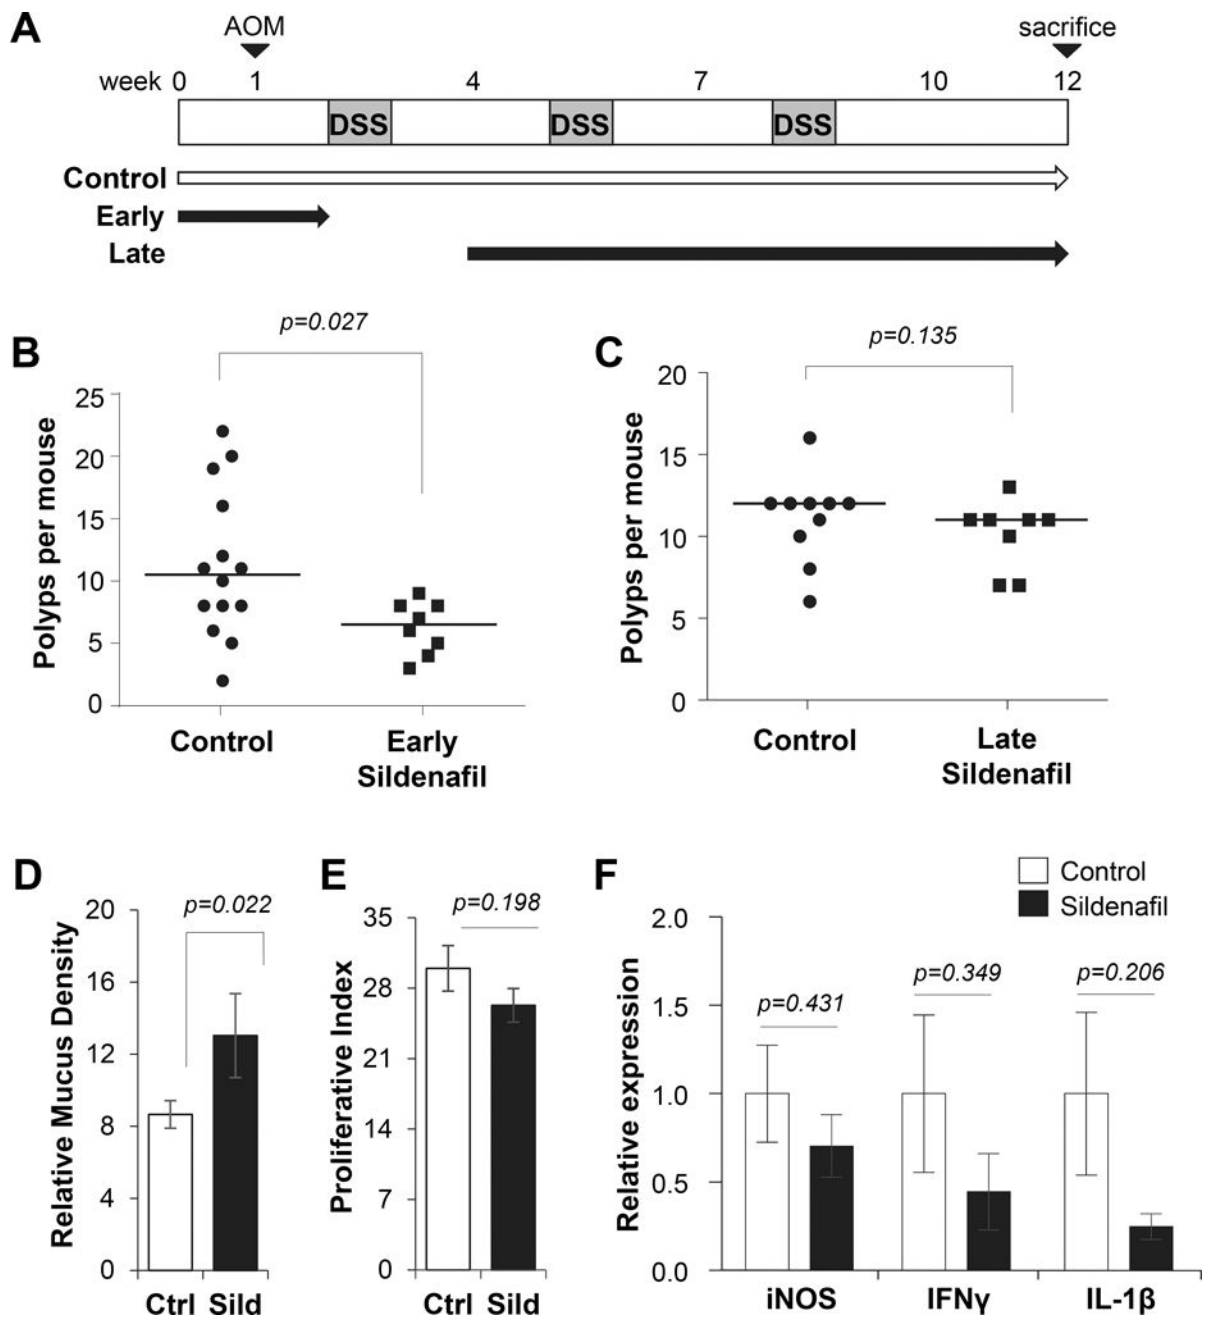 A
AOM
sacrifice
week 0 1 4 7 10 12
DSS DSS DSS
Control
Early
Late
B
p=0.027
Polyps per mouse
25
20
15
10
5
0
Control
Early
Sildenafil
C
p=0.135
Polyps per mouse
20
15
10
5
0
Control
Late
Sildenafil
D
p=0.022
Relative Mucus Density
20
16
12
8
4
0
Ctrl Sild
E
p=0.198
Proliferative Index
35
28
21
14
7
0
Ctrl Sild
F
Control
Sildenafil
Relative expression
2.0
1.5
1.0
0.5
0.0
p=0.431
p=0.349
p=0.206
iNOS IFNγ IL-1β